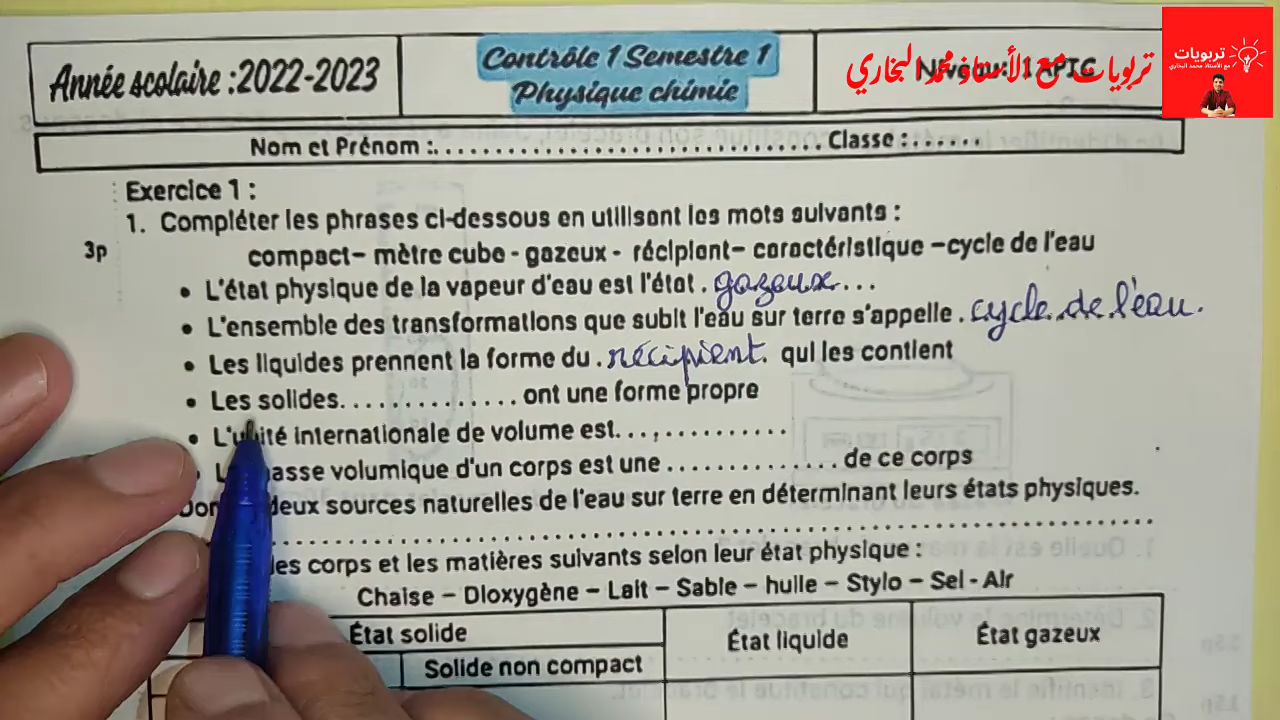 Année scolaire :2022-2023
Contrôle 1 Semestre 1
Physique chimie
تربويات مع الأستاذ محمد البخاري
1 APIC
تربويات
مع الأستاذ محمد البخاري
Nom et Prénom :................................ Classe :.......
Exercice 1 :
1. Compléter les phrases ci-dessous en utilisant les mots suivants :
3p
compact– mètre cube - gazeux - récipient– caractéristique –cycle de l'eau
• L'état physique de la vapeur d'eau est l'état . gazeux...
• L'ensemble des transformations que subit l'eau sur terre s'appelle . cycle de l'eau.
• Les liquides prennent la forme du . récipient. qui les contient
• Les solides.............. ont une forme propre
• L'unité internationale de volume est..............
masse volumique d'un corps est une .............. de ce corps
deux sources naturelles de l'eau sur terre en déterminant leurs états physiques.
les corps et les matières suivants selon leur état physique :
Chaise – Dioxygène – Lait – Sable – huile – Stylo – Sel - Air
État solide
État liquide
État gazeux
Solide non compact